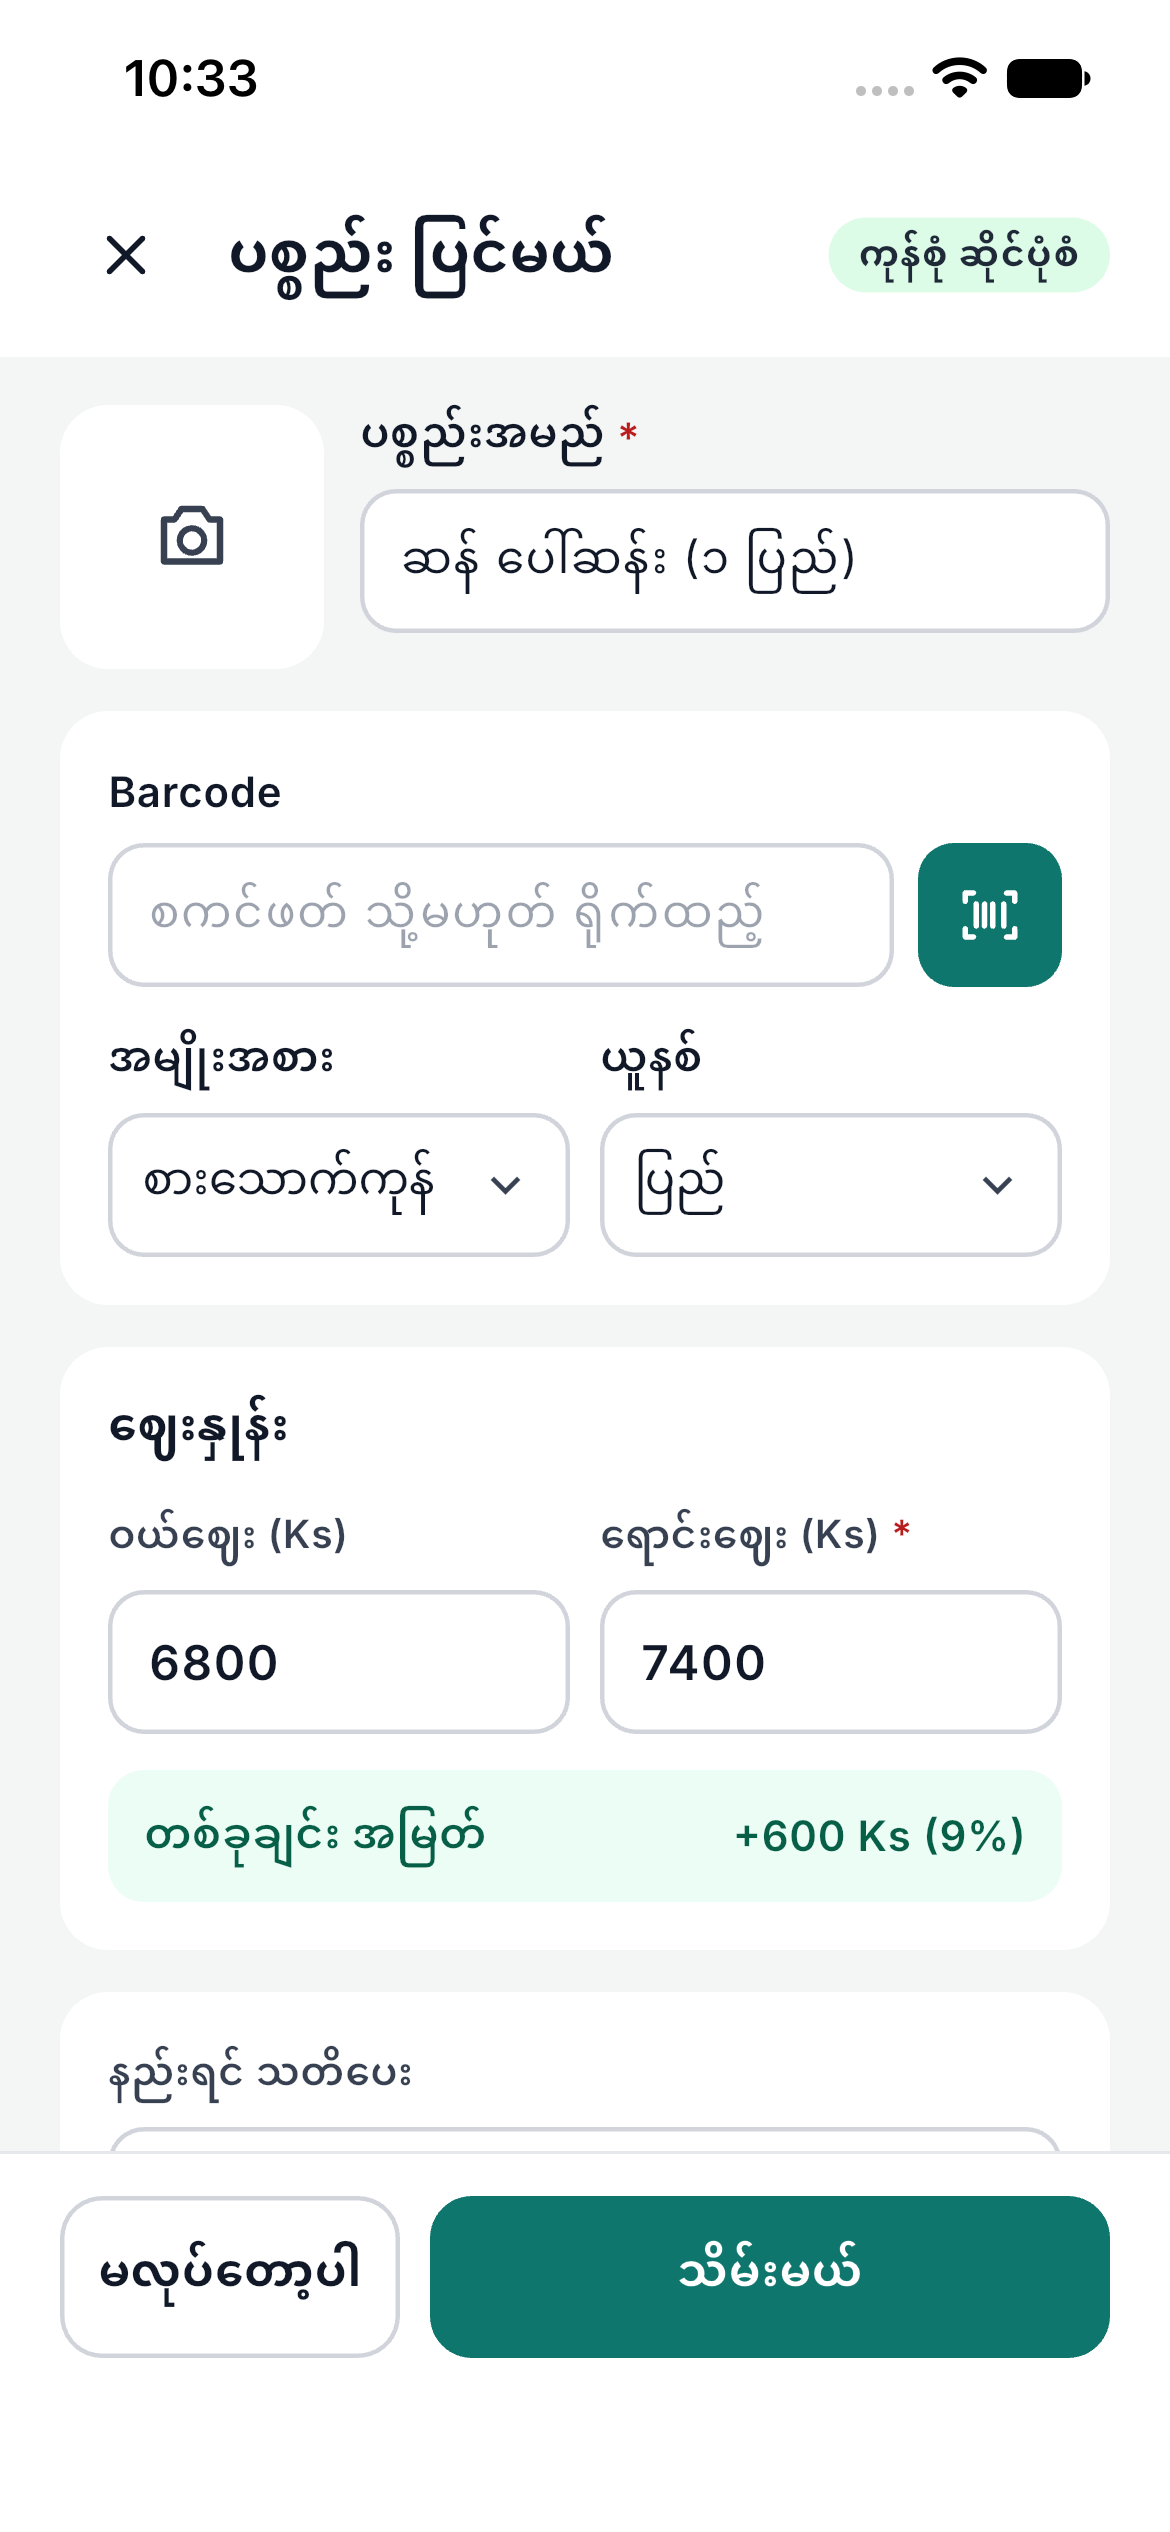 10:33
ပစ္စည်း ပြင်မယ်
ကုန်စုံ ဆိုင်ပုံစံ
ပစ္စည်းအမည် *
ဆန် ပေါ်ဆန်း (၁ ပြည်)
Barcode
စကင်ဖတ် သို့မဟုတ် ရိုက်ထည့်
အမျိုးအစား
ယူနစ်
စားသောက်ကုန်
ပြည်
ဈေးနှုန်း
ဝယ်ဈေး (Ks)
ရောင်းဈေး (Ks) *
6800
7400
တစ်ခုချင်း အမြတ်
+600 Ks (9%)
နည်းရင် သတိပေး
မလုပ်တော့ပါ
သိမ်းမယ်